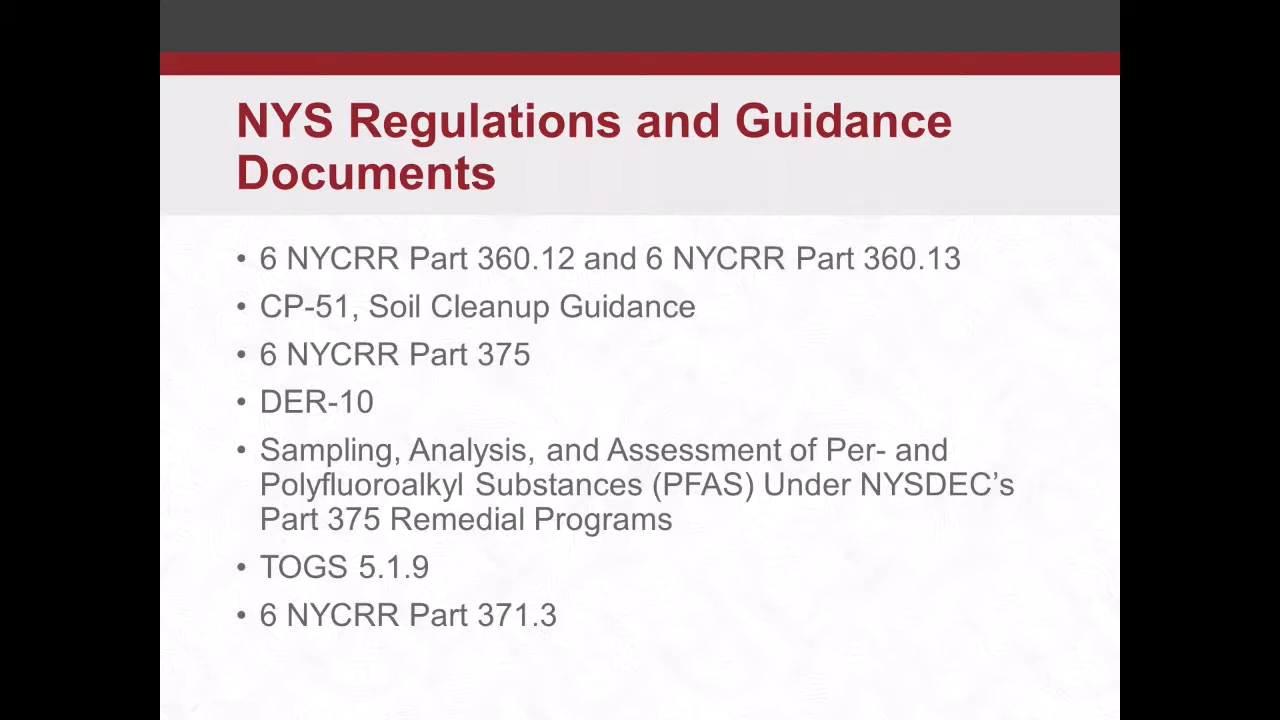 NYS Regulations and Guidance
Documents
• 6 NYCRR Part 360.12 and 6 NYCRR Part 360.13
• CP-51, Soil Cleanup Guidance
• 6 NYCRR Part 375
• DER-10
• Sampling, Analysis, and Assessment of Per- and
Polyfluoroalkyl Substances (PFAS) Under NYSDEC’s
Part 375 Remedial Programs
• TOGS 5.1.9
• 6 NYCRR Part 371.3